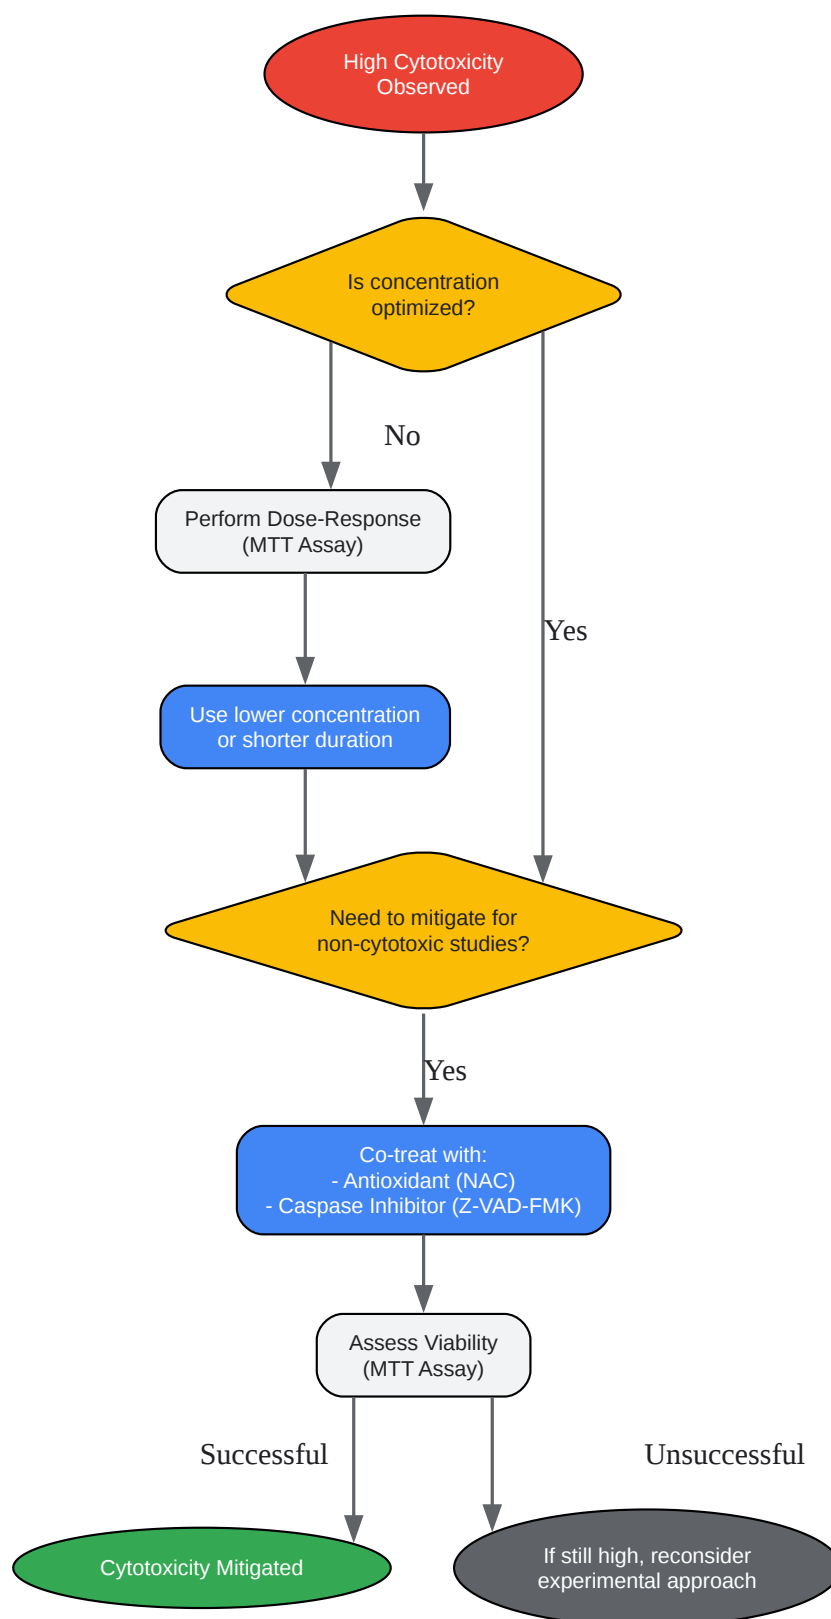 High Cytotoxicity
Observed
Is concentration
optimized?
No
Perform Dose-Response
(MTT Assay)
Yes
Use lower concentration
or shorter duration
Need to mitigate for
non-cytotoxic studies?
Yes
Co-treat with:
- Antioxidant (NAC)
- Caspase Inhibitor (Z-VAD-FMK)
Assess Viability
(MTT Assay)
Successful
Unsuccessful
Cytotoxicity Mitigated
If still high, reconsider
experimental approach